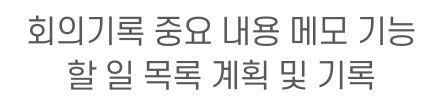 회의기록 중요 내용 메모 기능
할 일 목록 계획 및 기록